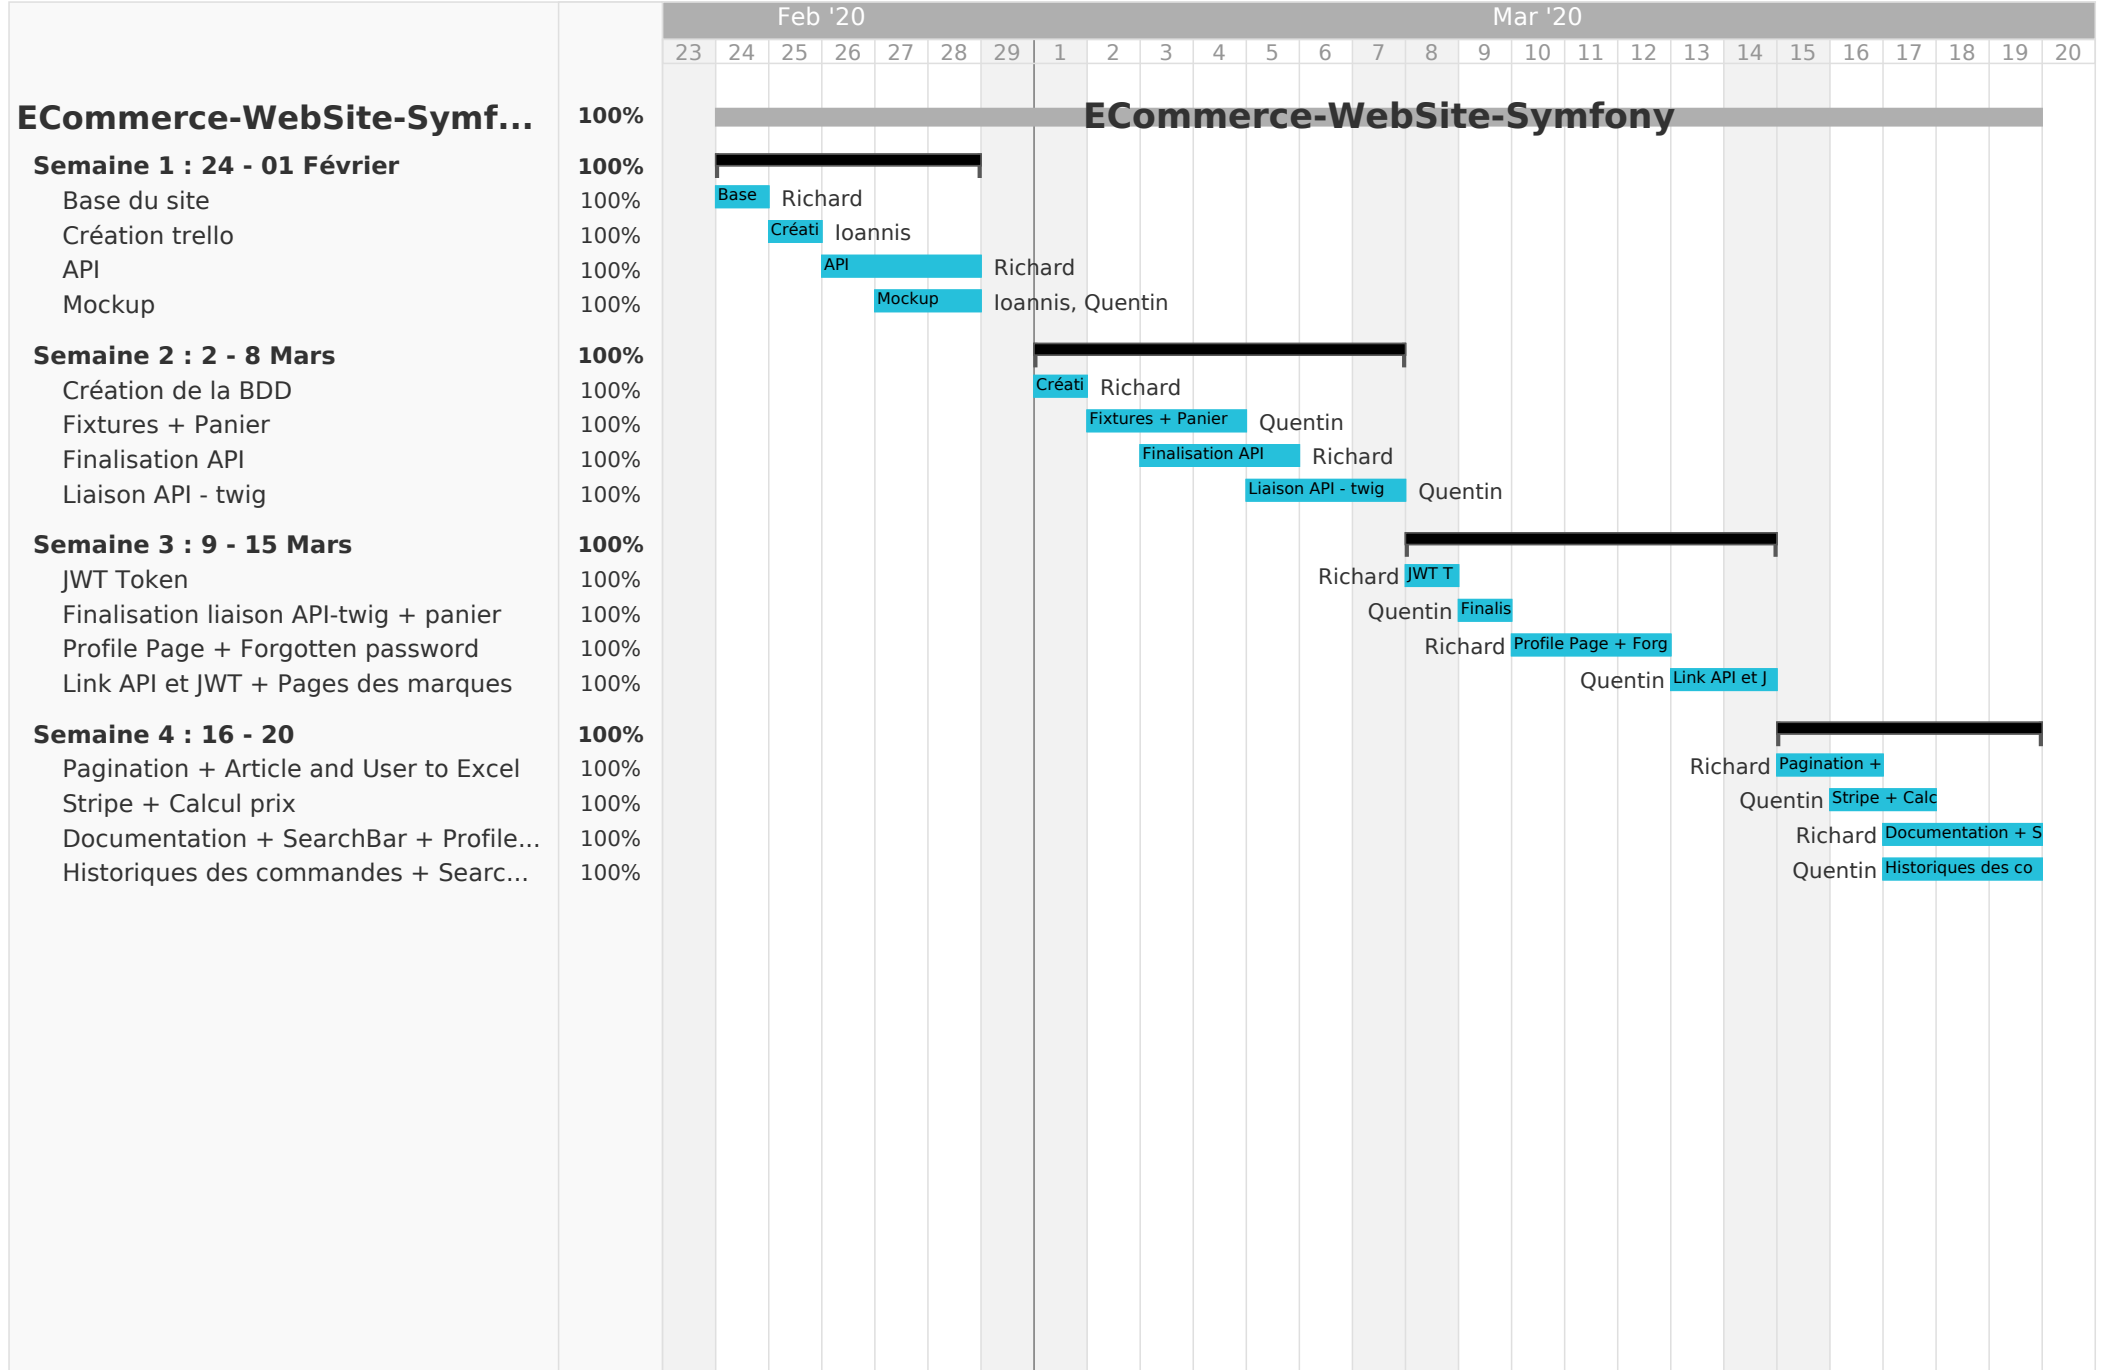 Feb '20 Mar '20
23 24 25 26 27 28 29 1 2 3 4 5 6 7 8 9 10 11 12 13 14 15 16 17 18 19 20
ECommerce-WebSite-Symf... 100% ECommerce-WebSite-Symfony
Semaine 1 : 24 - 01 Février 100%
Base du site 100% Base Richard
Création trello 100% Créati Ioannis
API 100% API Richard
Mockup 100% Mockup Ioannis, Quentin
Semaine 2 : 2 - 8 Mars 100%
Création de la BDD 100% Créati Richard
Fixtures + Panier 100% Fixtures + Panier Quentin
Finalisation API 100% Finalisation API Richard
Liaison API - twig 100% Liaison API - twig Quentin
Semaine 3 : 9 - 15 Mars 100%
JWT Token 100% Richard JWT T
Finalisation liaison API-twig + panier 100% Quentin Finalis
Profile Page + Forgotten password 100% Richard Profile Page + Forg
Link API et JWT + Pages des marques 100% Quentin Link API et J
Semaine 4 : 16 - 20 100%
Pagination + Article and User to Excel 100% Richard Pagination +
Stripe + Calcul prix 100% Quentin Stripe + Calc
Documentation + SearchBar + Profile... 100% Richard Documentation + S
Historiques des commandes + Searc... 100% Quentin Historiques des co